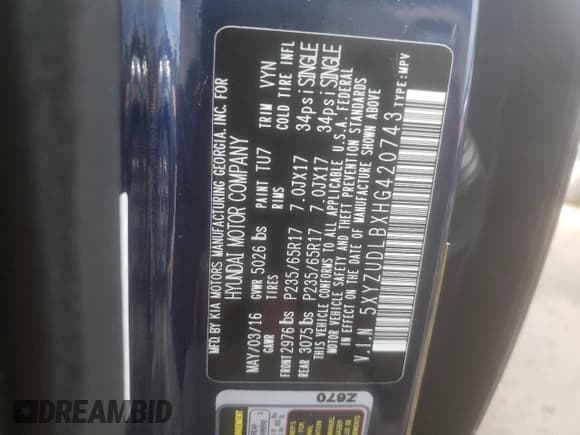 MFD. BY KIA MOTORS MANUFACTURING GEORGIA, INC. FOR
HYUNDAI MOTOR COMPANY
MAY/03/16 GVWR 5026 lbs PAINT TU7 TRIM VYN
GAWR TIRES RIMS COLD TIRE INFL
FRONT 2976 lbs P235/65R17 7.0JX17 34psi SINGLE
REAR 3075 lbs P235/65R17 7.0JX17 34psi SINGLE
THIS VEHICLE CONFORMS TO ALL APPLICABLE U.S.A. FEDERAL
MOTOR VEHICLE SAFETY AND THEFT PREVENTION STANDARDS
IN EFFECT ON THE DATE OF MANUFACTURE SHOWN ABOVE
V.I.N 5XYZUDLBXHG420743 TYPE:MPV
Z670
DREAM.BID